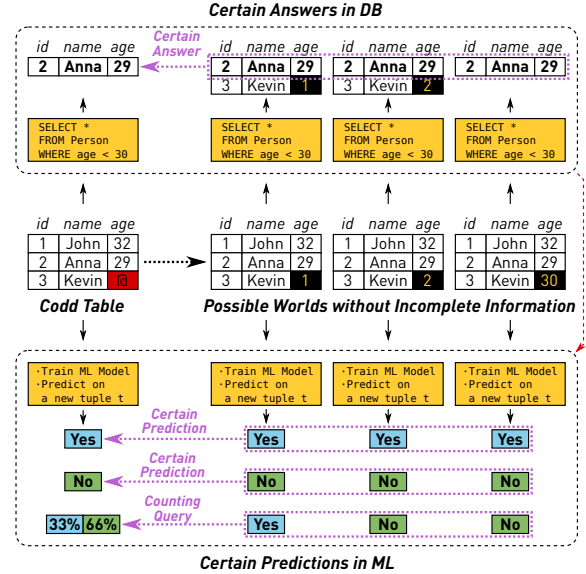 Certain Answers in DB
id name age Certain Answer id name age id name age id name age
2 Anna 29 2 Anna 29 2 Anna 29 2 Anna 29
3 Kevin 1 3 Kevin 2
SELECT * SELECT * SELECT * SELECT *
FROM Person FROM Person FROM Person FROM Person
WHERE age < 30 WHERE age < 30 WHERE age < 30 WHERE age < 30
id name age id name age id name age id name age
1 John 32 1 John 32 1 John 32 1 John 32
2 Anna 29 2 Anna 29 2 Anna 29 2 Anna 29
3 Kevin @ 3 Kevin 1 3 Kevin 2 3 Kevin 30
Codd Table Possible Worlds without Incomplete Information
·Train ML Model ·Train ML Model ·Train ML Model ·Train ML Model
·Predict on ·Predict on ·Predict on ·Predict on
a new tuple t a new tuple t a new tuple t a new tuple t
Certain
Yes Prediction Yes Yes Yes
Certain
No Prediction No No No
Counting
33% 66% Query Yes No No
Certain Predictions in ML